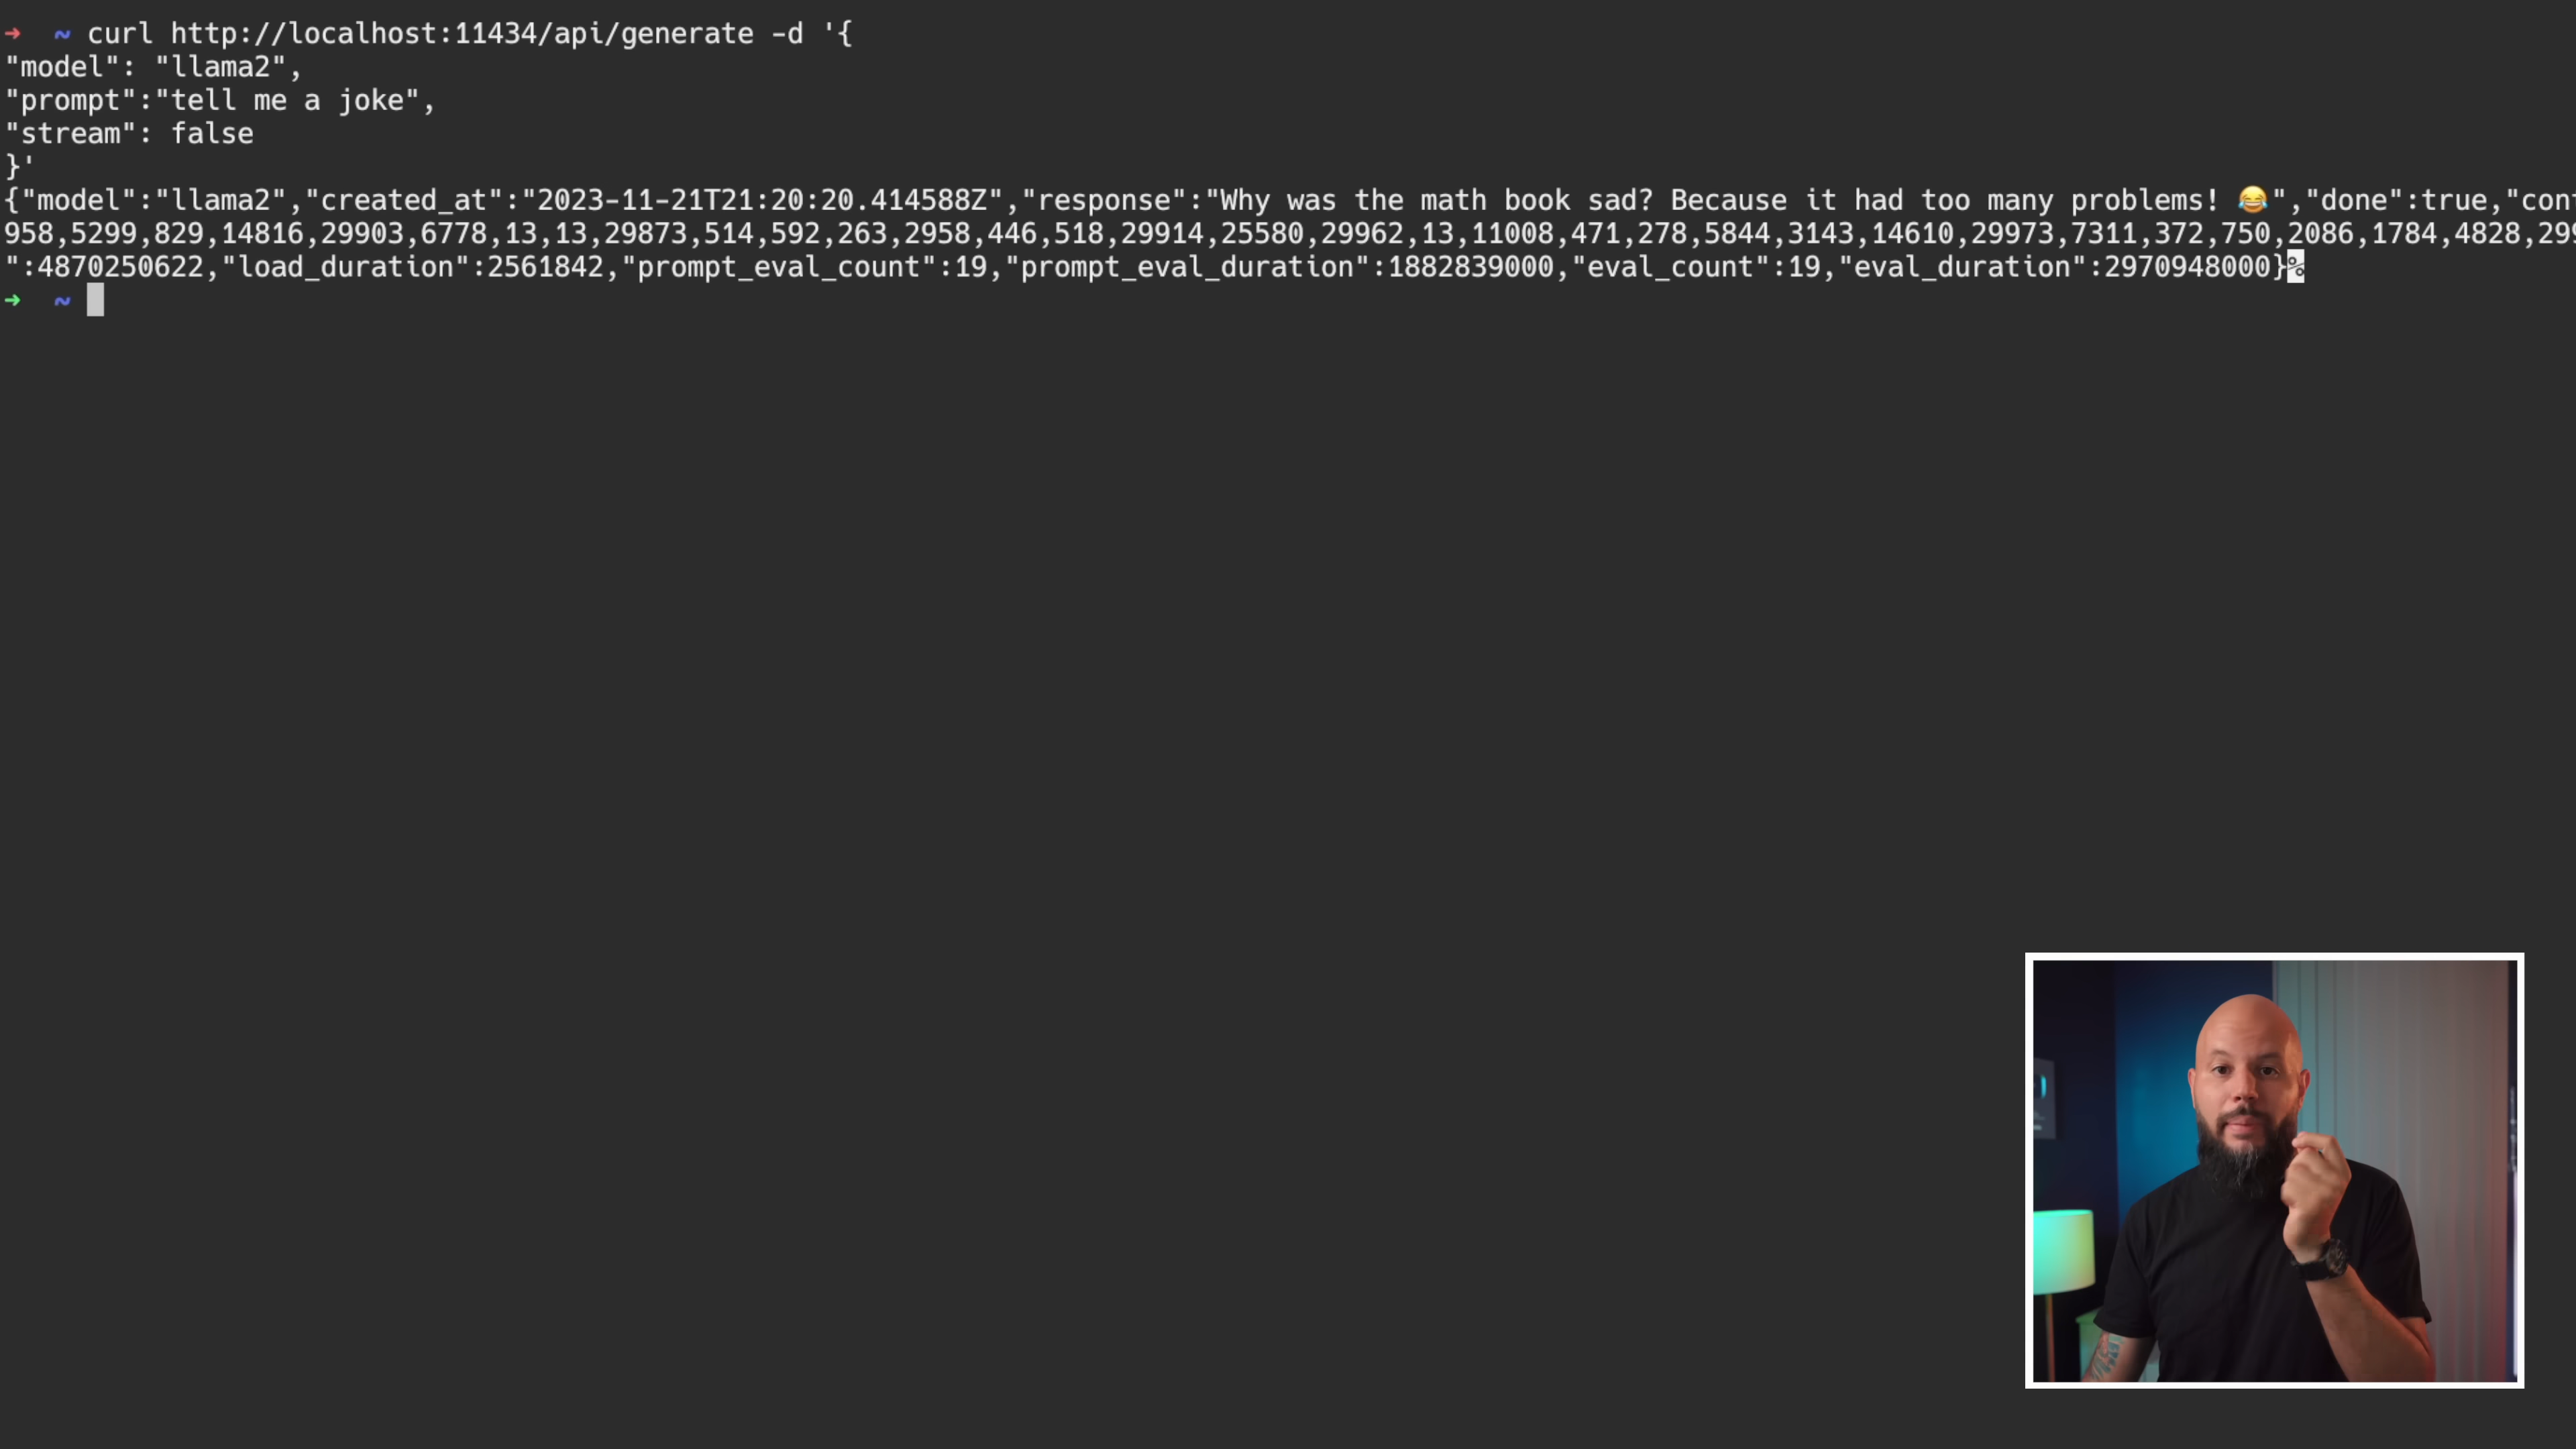 ➜ ~ curl http://localhost:11434/api/generate -d '{
"model": "llama2",
"prompt":"tell me a joke",
"stream": false
}'
{"model":"llama2","created_at":"2023-11-21T21:20:20.414588Z","response":"Why was the math book sad? Because it had too many problems! 😂","done":true,"con
958,5299,829,14816,29903,6778,13,13,29873,514,592,263,2958,446,518,29914,25580,29962,13,11008,471,278,5844,3143,14610,29973,7311,372,750,2086,1784,4828,299
":4870250622,"load_duration":2561842,"prompt_eval_count":19,"prompt_eval_duration":1882839000,"eval_count":19,"eval_duration":2970948000}%
➜ ~